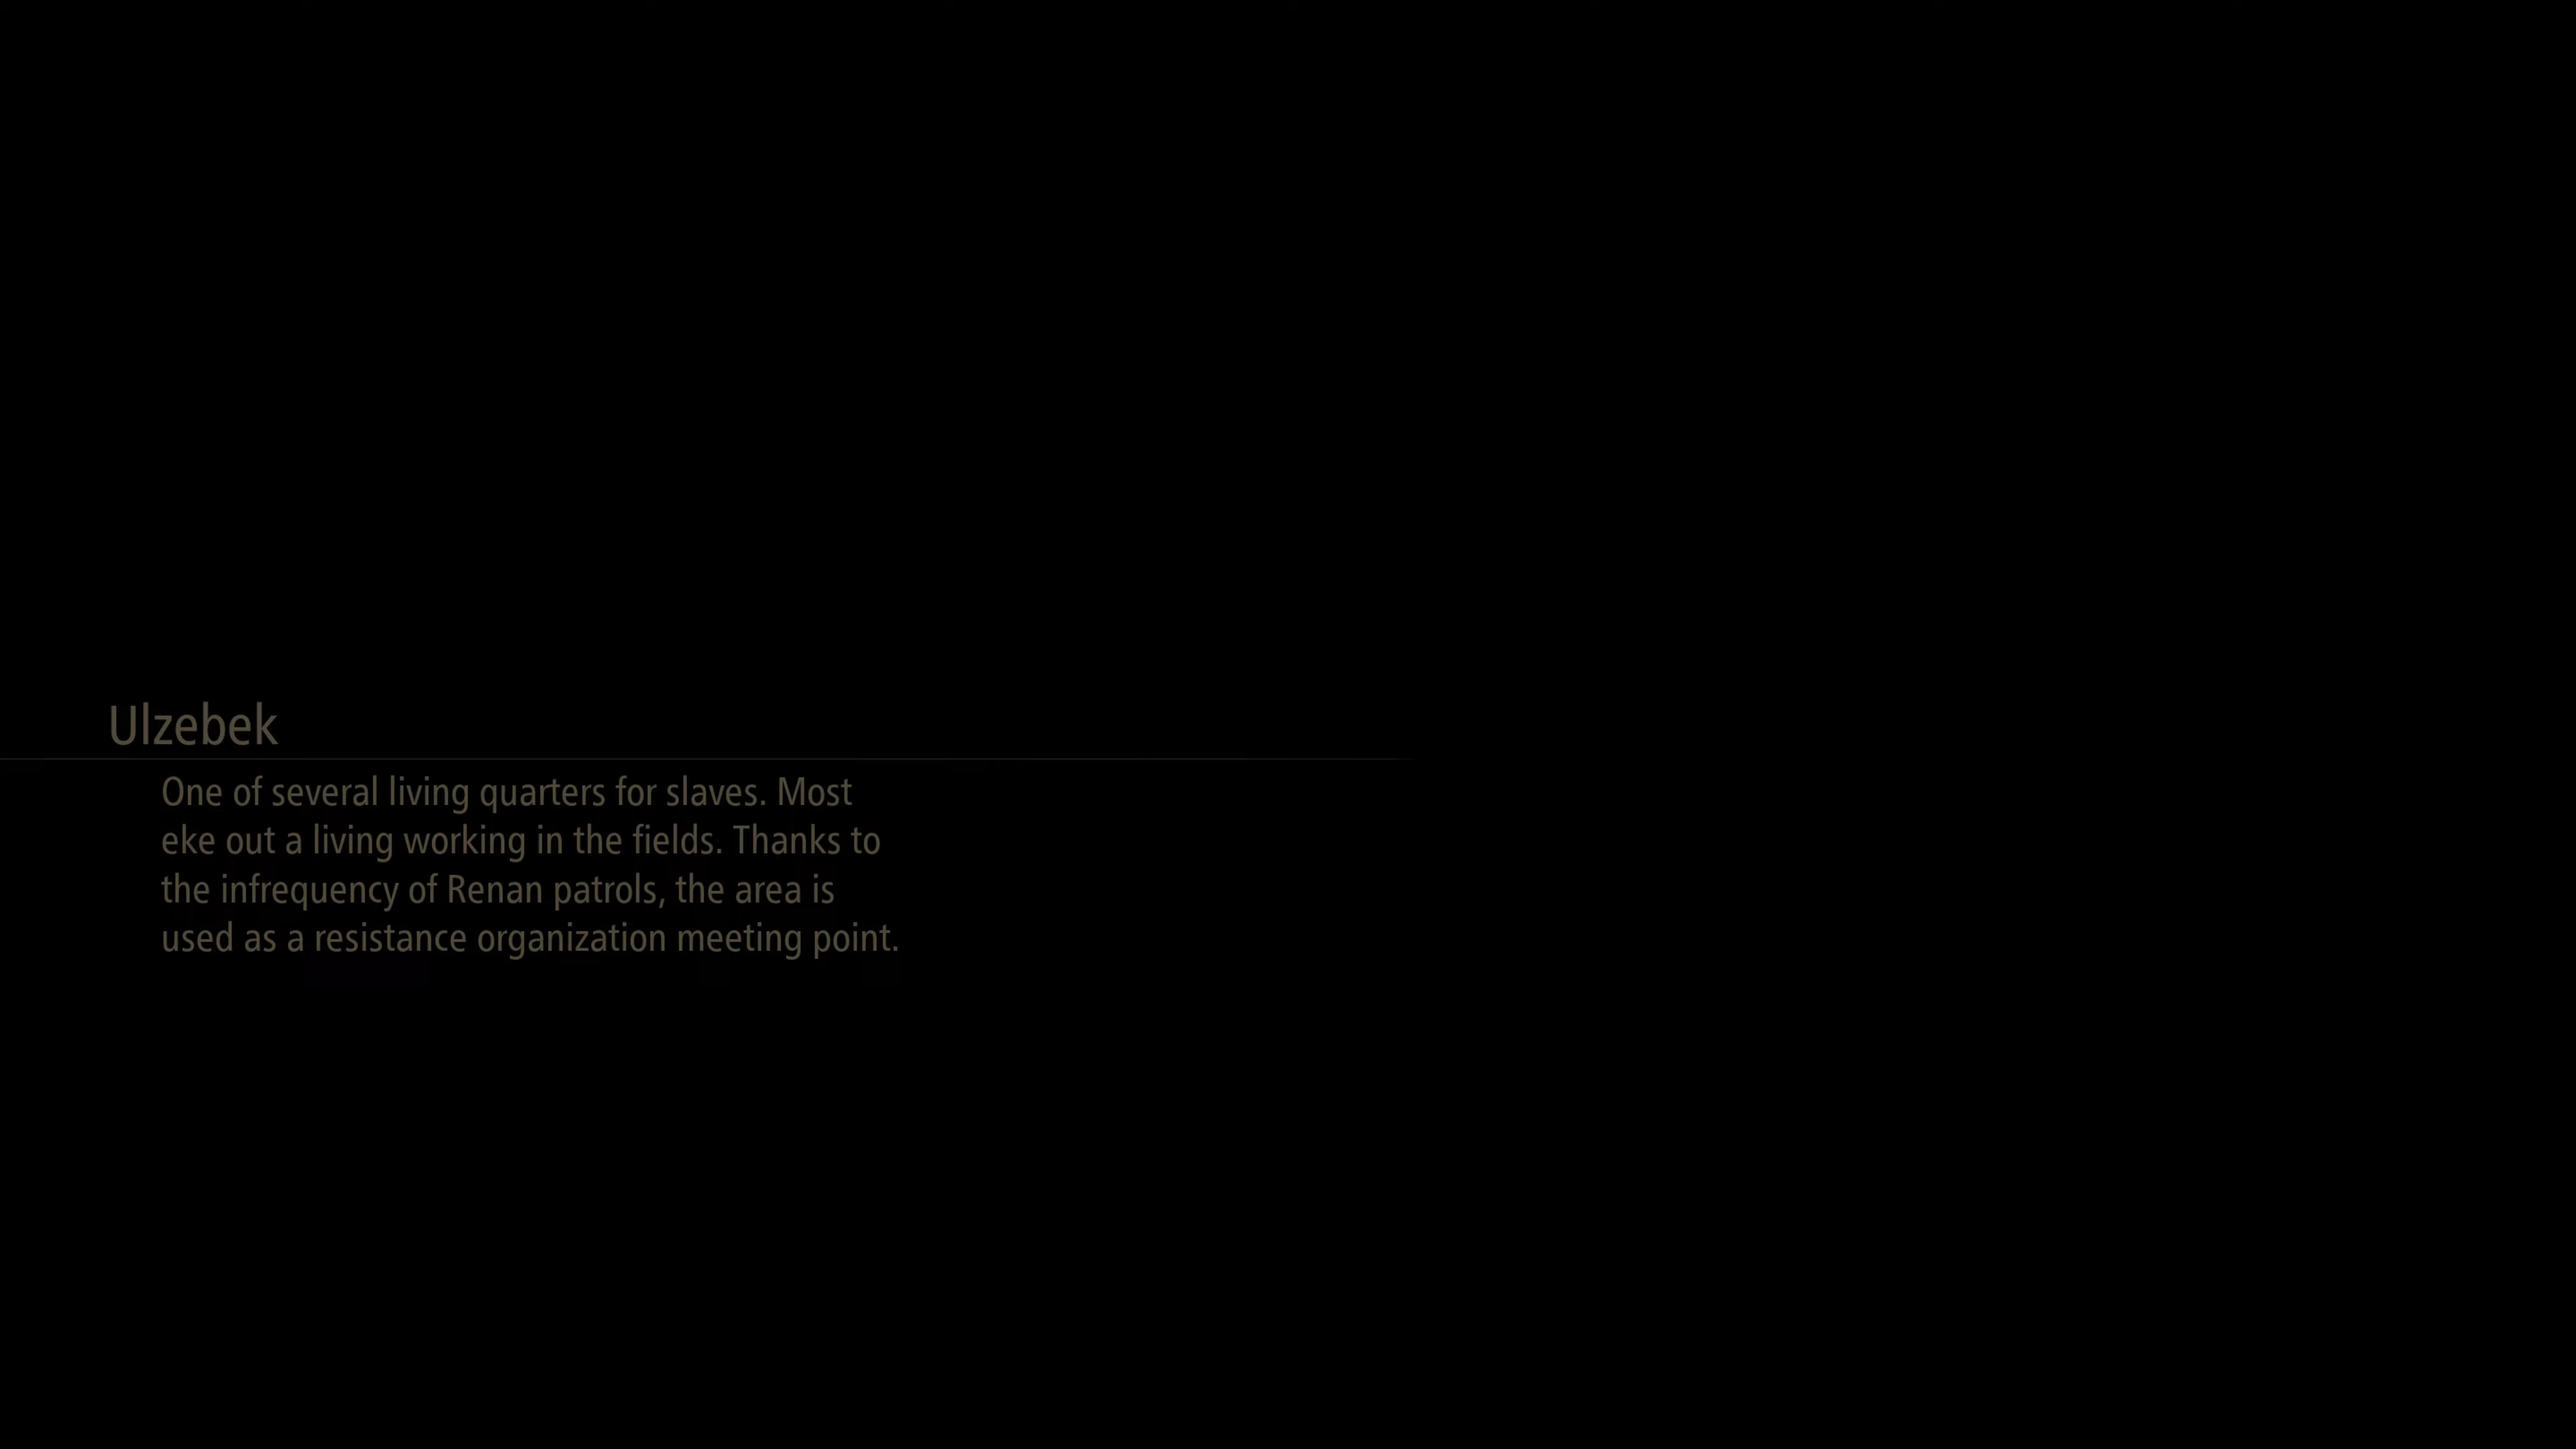 Ulzebek
One of several living quarters for slaves. Most
eke out a living working in the fields. Thanks to
the infrequency of Renan patrols, the area is
used as a resistance organization meeting point.